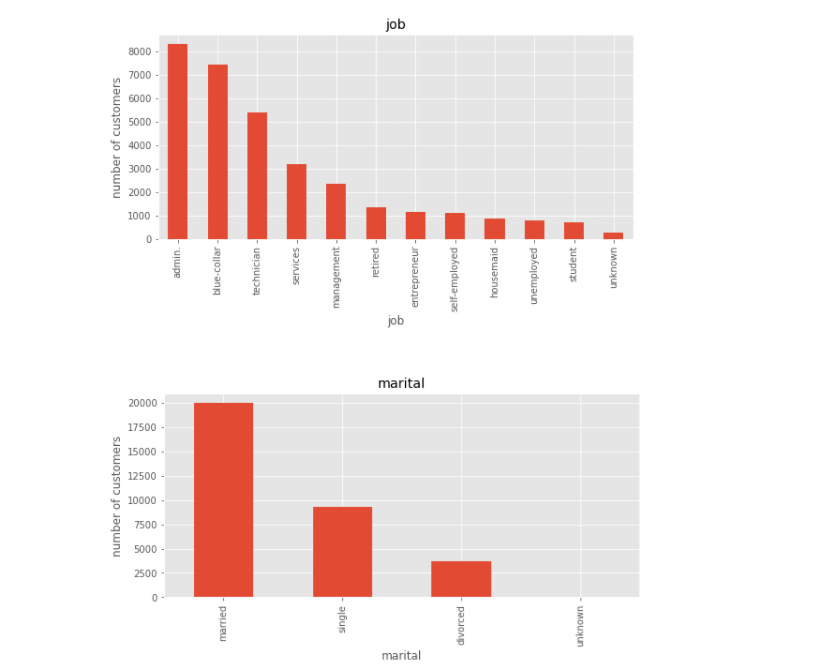 job
8000
7000
6000
5000
4000
3000
2000
1000
0
number of customers
admin.
blue-collar
technician
services
management
retired
entrepreneur
self-employed
housemaid
unemployed
student
unknown
job
marital
20000
17500
15000
12500
10000
7500
5000
2500
0
number of customers
married
single
divorced
unknown
marital